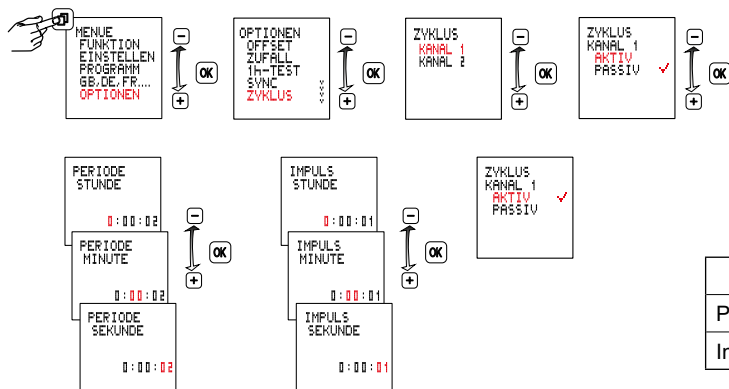 MENUE
FUNKTION
EINSTELLEN
PROGRAMM
GB,DE,FR....
OPTIONEN
-
OK
+
OPTIONEN
OFFSET
ZUFALL
1h-TEST
SYNC
ZYKLUS
-
OK
+
ZYKLUS
KANAL 1
KANAL 2
-
OK
+
ZYKLUS
KANAL 1
AKTIV
PASSIV ✓
-
OK
+
PERIODE
STUNDE
0:00:02
PERIODE
MINUTE
0:00:02
PERIODE
SEKUNDE
0:00:02
-
OK
+
IMPULS
STUNDE
0:00:01
IMPULS
MINUTE
0:00:01
IMPULS
SEKUNDE
0:00:01
-
OK
+
ZYKLUS
KANAL 1
AKTIV ✓
PASSIV